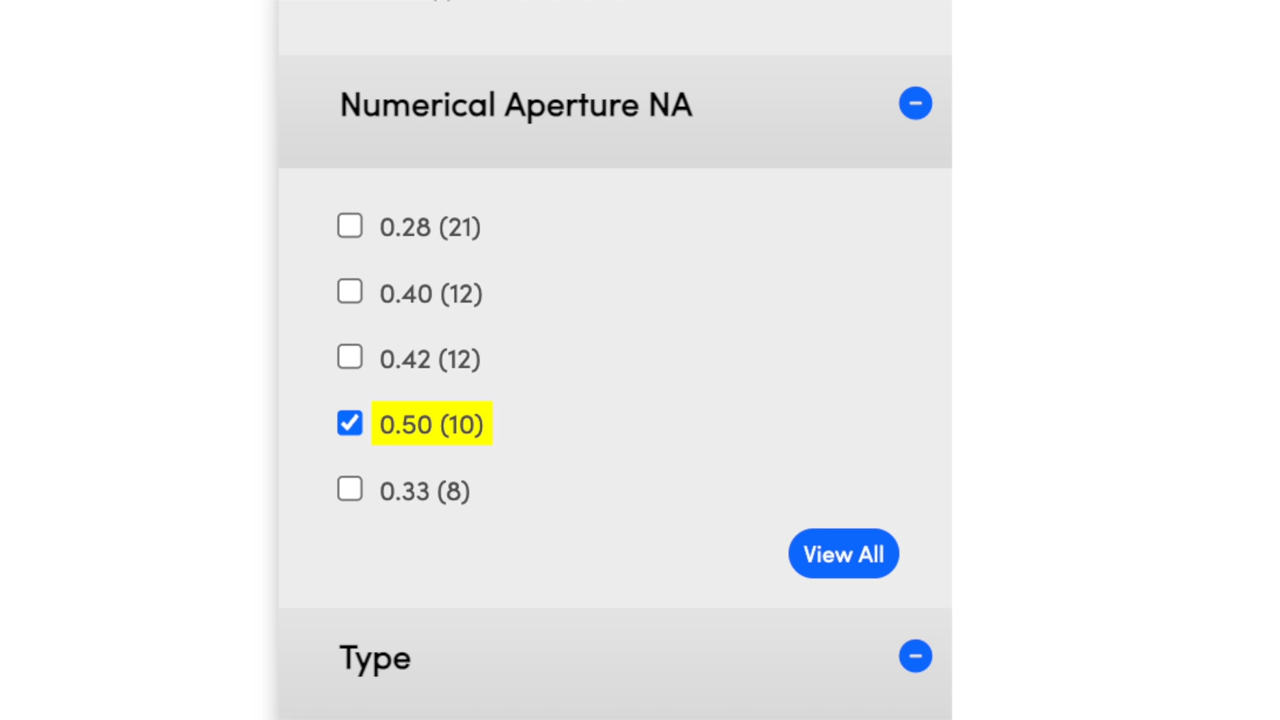 Numerical Aperture NA
0.28 (21)
0.40 (12)
0.42 (12)
0.50 (10)
0.33 (8)
View All
Type